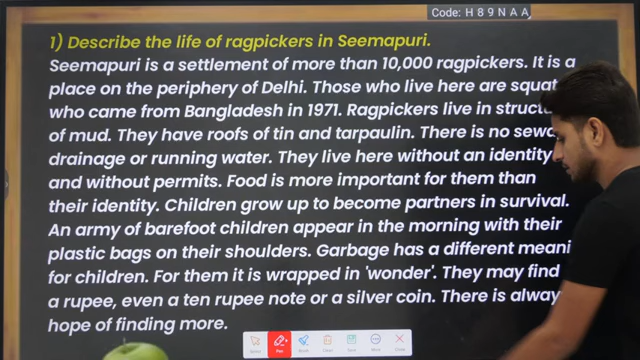 Code: H 8 9 N A A
1) Describe the life of ragpickers in Seemapuri.
Seemapuri is a settlement of more than 10,000 ragpickers. It is a
place on the periphery of Delhi. Those who live here are squat
who came from Bangladesh in 1971. Ragpickers live in struct
of mud. They have roofs of tin and tarpaulin. There is no sew
drainage or running water. They live here without an identity
and without permits. Food is more important for them than
their identity. Children grow up to become partners in survival.
An army of barefoot children appear in the morning with their
plastic bags on their shoulders. Garbage has a different meani
for children. For them it is wrapped in 'wonder'. They may find
a rupee, even a ten rupee note or a silver coin. There is alway
hope of finding more.
Select Pen Clear More Close